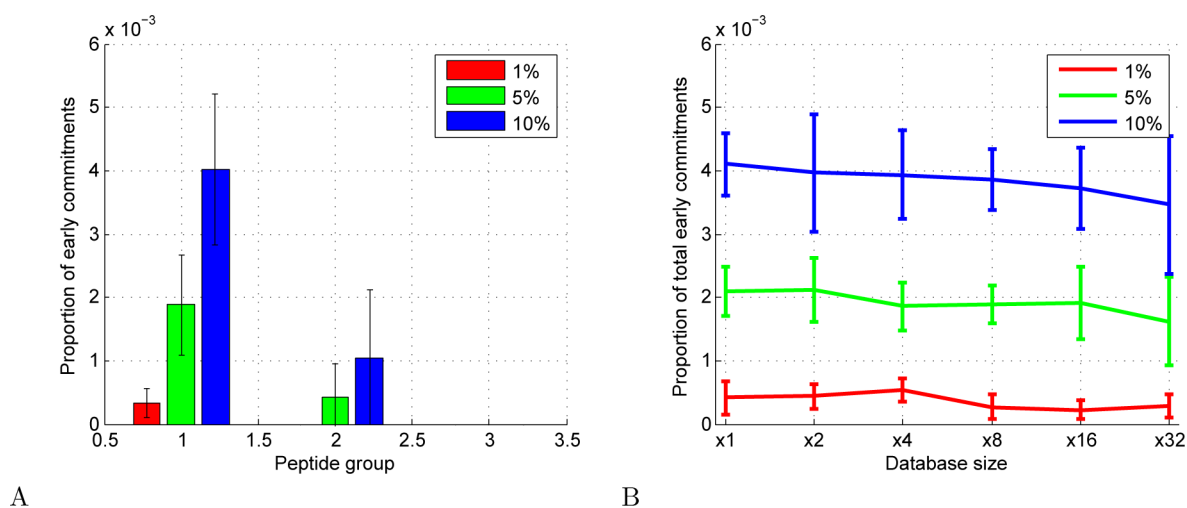 x 10⁻³
6
5
4
3
2
1
0
Proportion of early commitments
0.5 1 1.5 2 2.5 3 3.5
Peptide group
1%
5%
10%
A
x 10⁻³
6
5
4
3
2
1
0
Proportion of total early commitments
x1 x2 x4 x8 x16 x32
Database size
1%
5%
10%
B